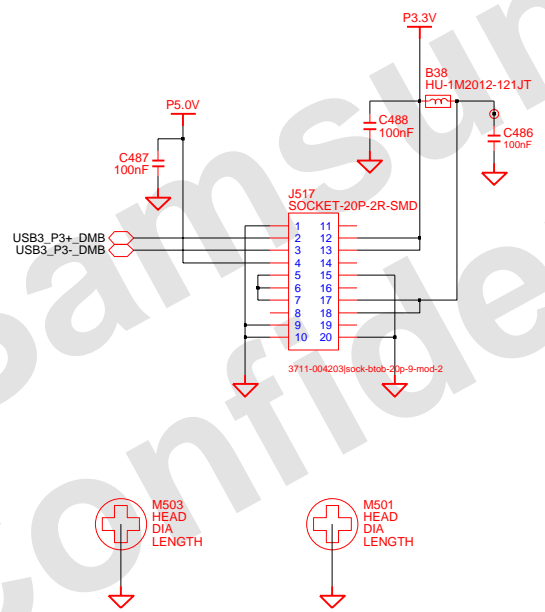 P3.3V
B38
HU-1M2012-121JT
P5.0V
C488
100nF
C486
100nF
C487
100nF
J517
SOCKET-20P-2R-SMD
1 11
USB3_P3+_DMB 2 12
USB3_P3-_DMB 3 13
4 14
5 15
6 16
7 17
8 18
9 19
10 20
3711-004203|sock-btob-20p-9-mod-2
M503
HEAD
DIA
LENGTH
M501
HEAD
DIA
LENGTH
Samsun
Confide